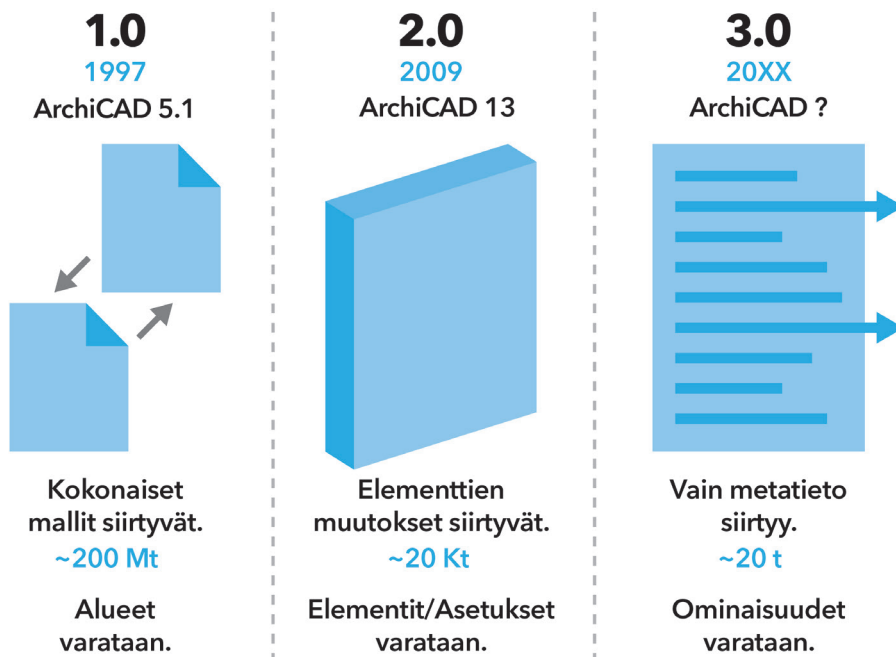 1.0
1997
ArchiCAD 5.1
Kokonaiset
mallit siirtyvät.
~200 Mt
Alueet
varataan.
2.0
2009
ArchiCAD 13
Elementtien
muutokset siirtyvät.
~20 Kt
Elementit/Asetukset
varataan.
3.0
20XX
ArchiCAD ?
Vain metatieto
siirtyy.
~20 t
Ominaisuudet
varataan.